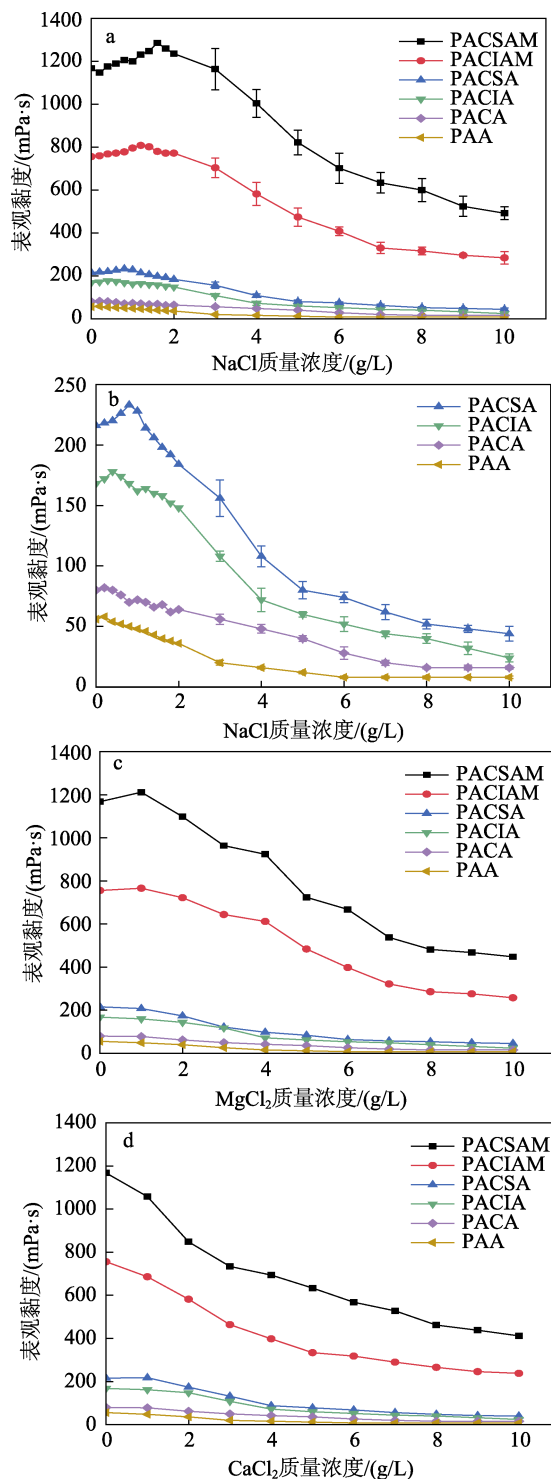 a
1400
1200
1000
800
600
400
200
0
表观黏度/(mPa·s)
PACSAM
PACIAM
PACSA
PACIA
PACA
PAA
0 2 4 6 8 10
NaCl质量浓度/(g/L)
b
250
200
150
100
50
0
表观黏度/(mPa·s)
PACSA
PACIA
PACA
PAA
0 2 4 6 8 10
NaCl质量浓度/(g/L)
c
1400
1200
1000
800
600
400
200
0
表观黏度/(mPa·s)
PACSAM
PACIAM
PACSA
PACIA
PACA
PAA
0 2 4 6 8 10
MgCl₂质量浓度/(g/L)
d
1400
1200
1000
800
600
400
200
0
表观黏度/(mPa·s)
PACSAM
PACIAM
PACSA
PACIA
PACA
PAA
0 2 4 6 8 10
CaCl₂质量浓度/(g/L)